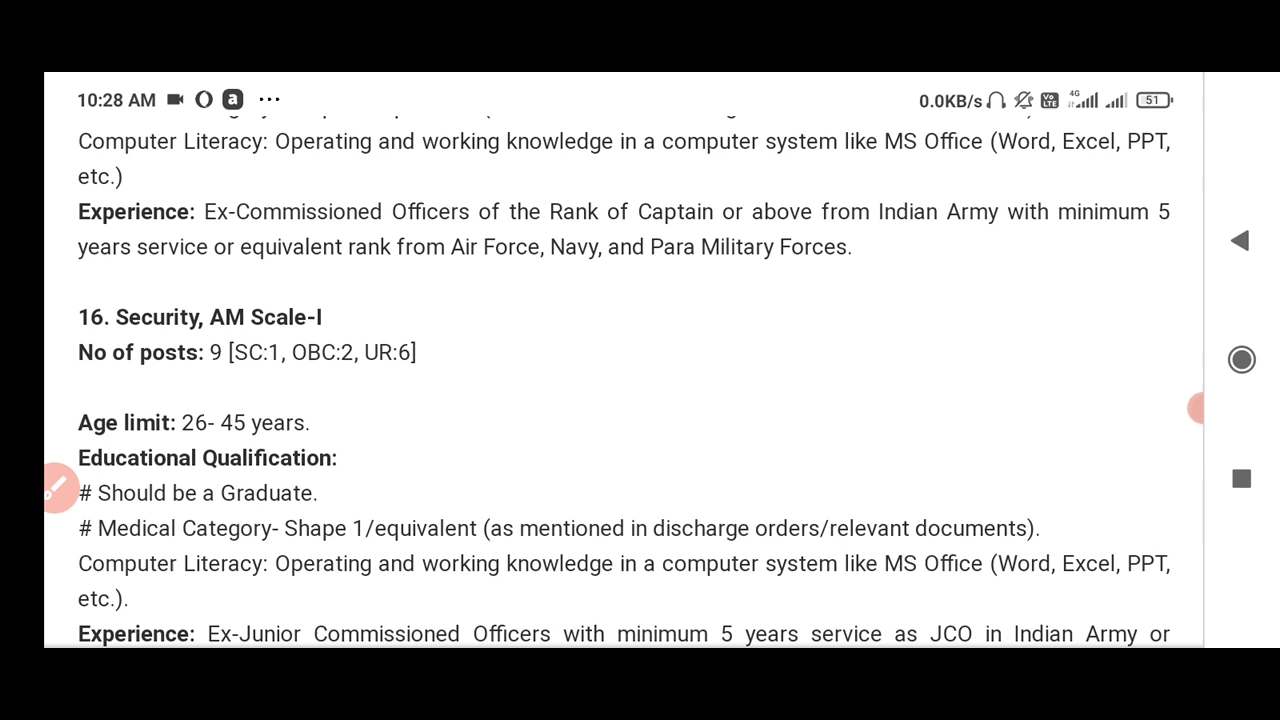 10:28 AM a ... 0.0KB/s Vo LTE 4G 51
Computer Literacy: Operating and working knowledge in a computer system like MS Office (Word, Excel, PPT,
etc.)
Experience: Ex-Commissioned Officers of the Rank of Captain or above from Indian Army with minimum 5
years service or equivalent rank from Air Force, Navy, and Para Military Forces.
16. Security, AM Scale-I
No of posts: 9 [SC:1, OBC:2, UR:6]
Age limit: 26- 45 years.
Educational Qualification:
# Should be a Graduate.
# Medical Category- Shape 1/equivalent (as mentioned in discharge orders/relevant documents).
Computer Literacy: Operating and working knowledge in a computer system like MS Office (Word, Excel, PPT,
etc.).
Experience: Ex-Junior Commissioned Officers with minimum 5 years service as JCO in Indian Army or